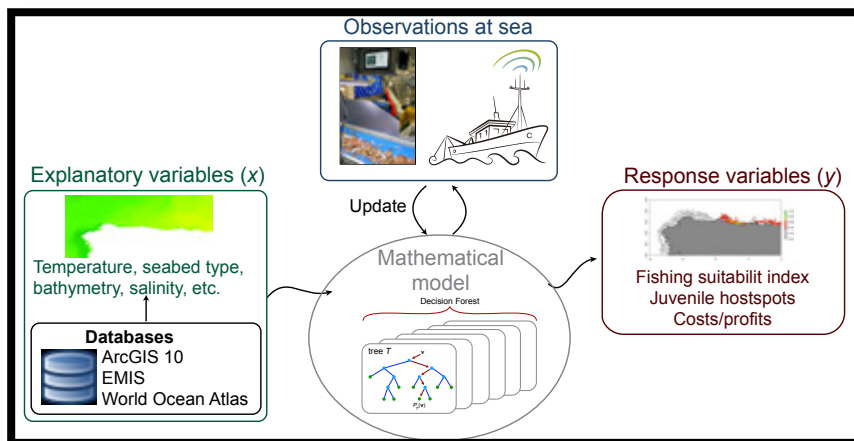 Observations at sea
Explanatory variables (x)
Temperature, seabed type,
bathymetry, salinity, etc.
Databases
ArcGIS 10
EMIS
World Ocean Atlas
Update
Mathematical
model
Decision Forest
tree T
v
Response variables (y)
Fishing suitabilit index
Juvenile hostspots
Costs/profits